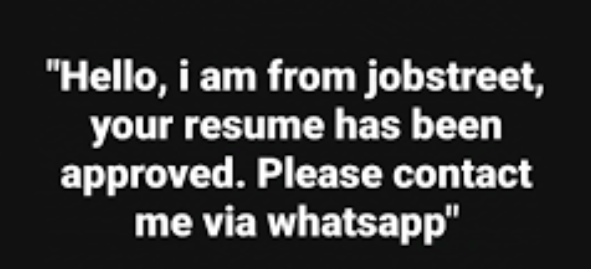 "Hello, i am from jobstreet,
your resume has been
approved. Please contact
me via whatsapp"